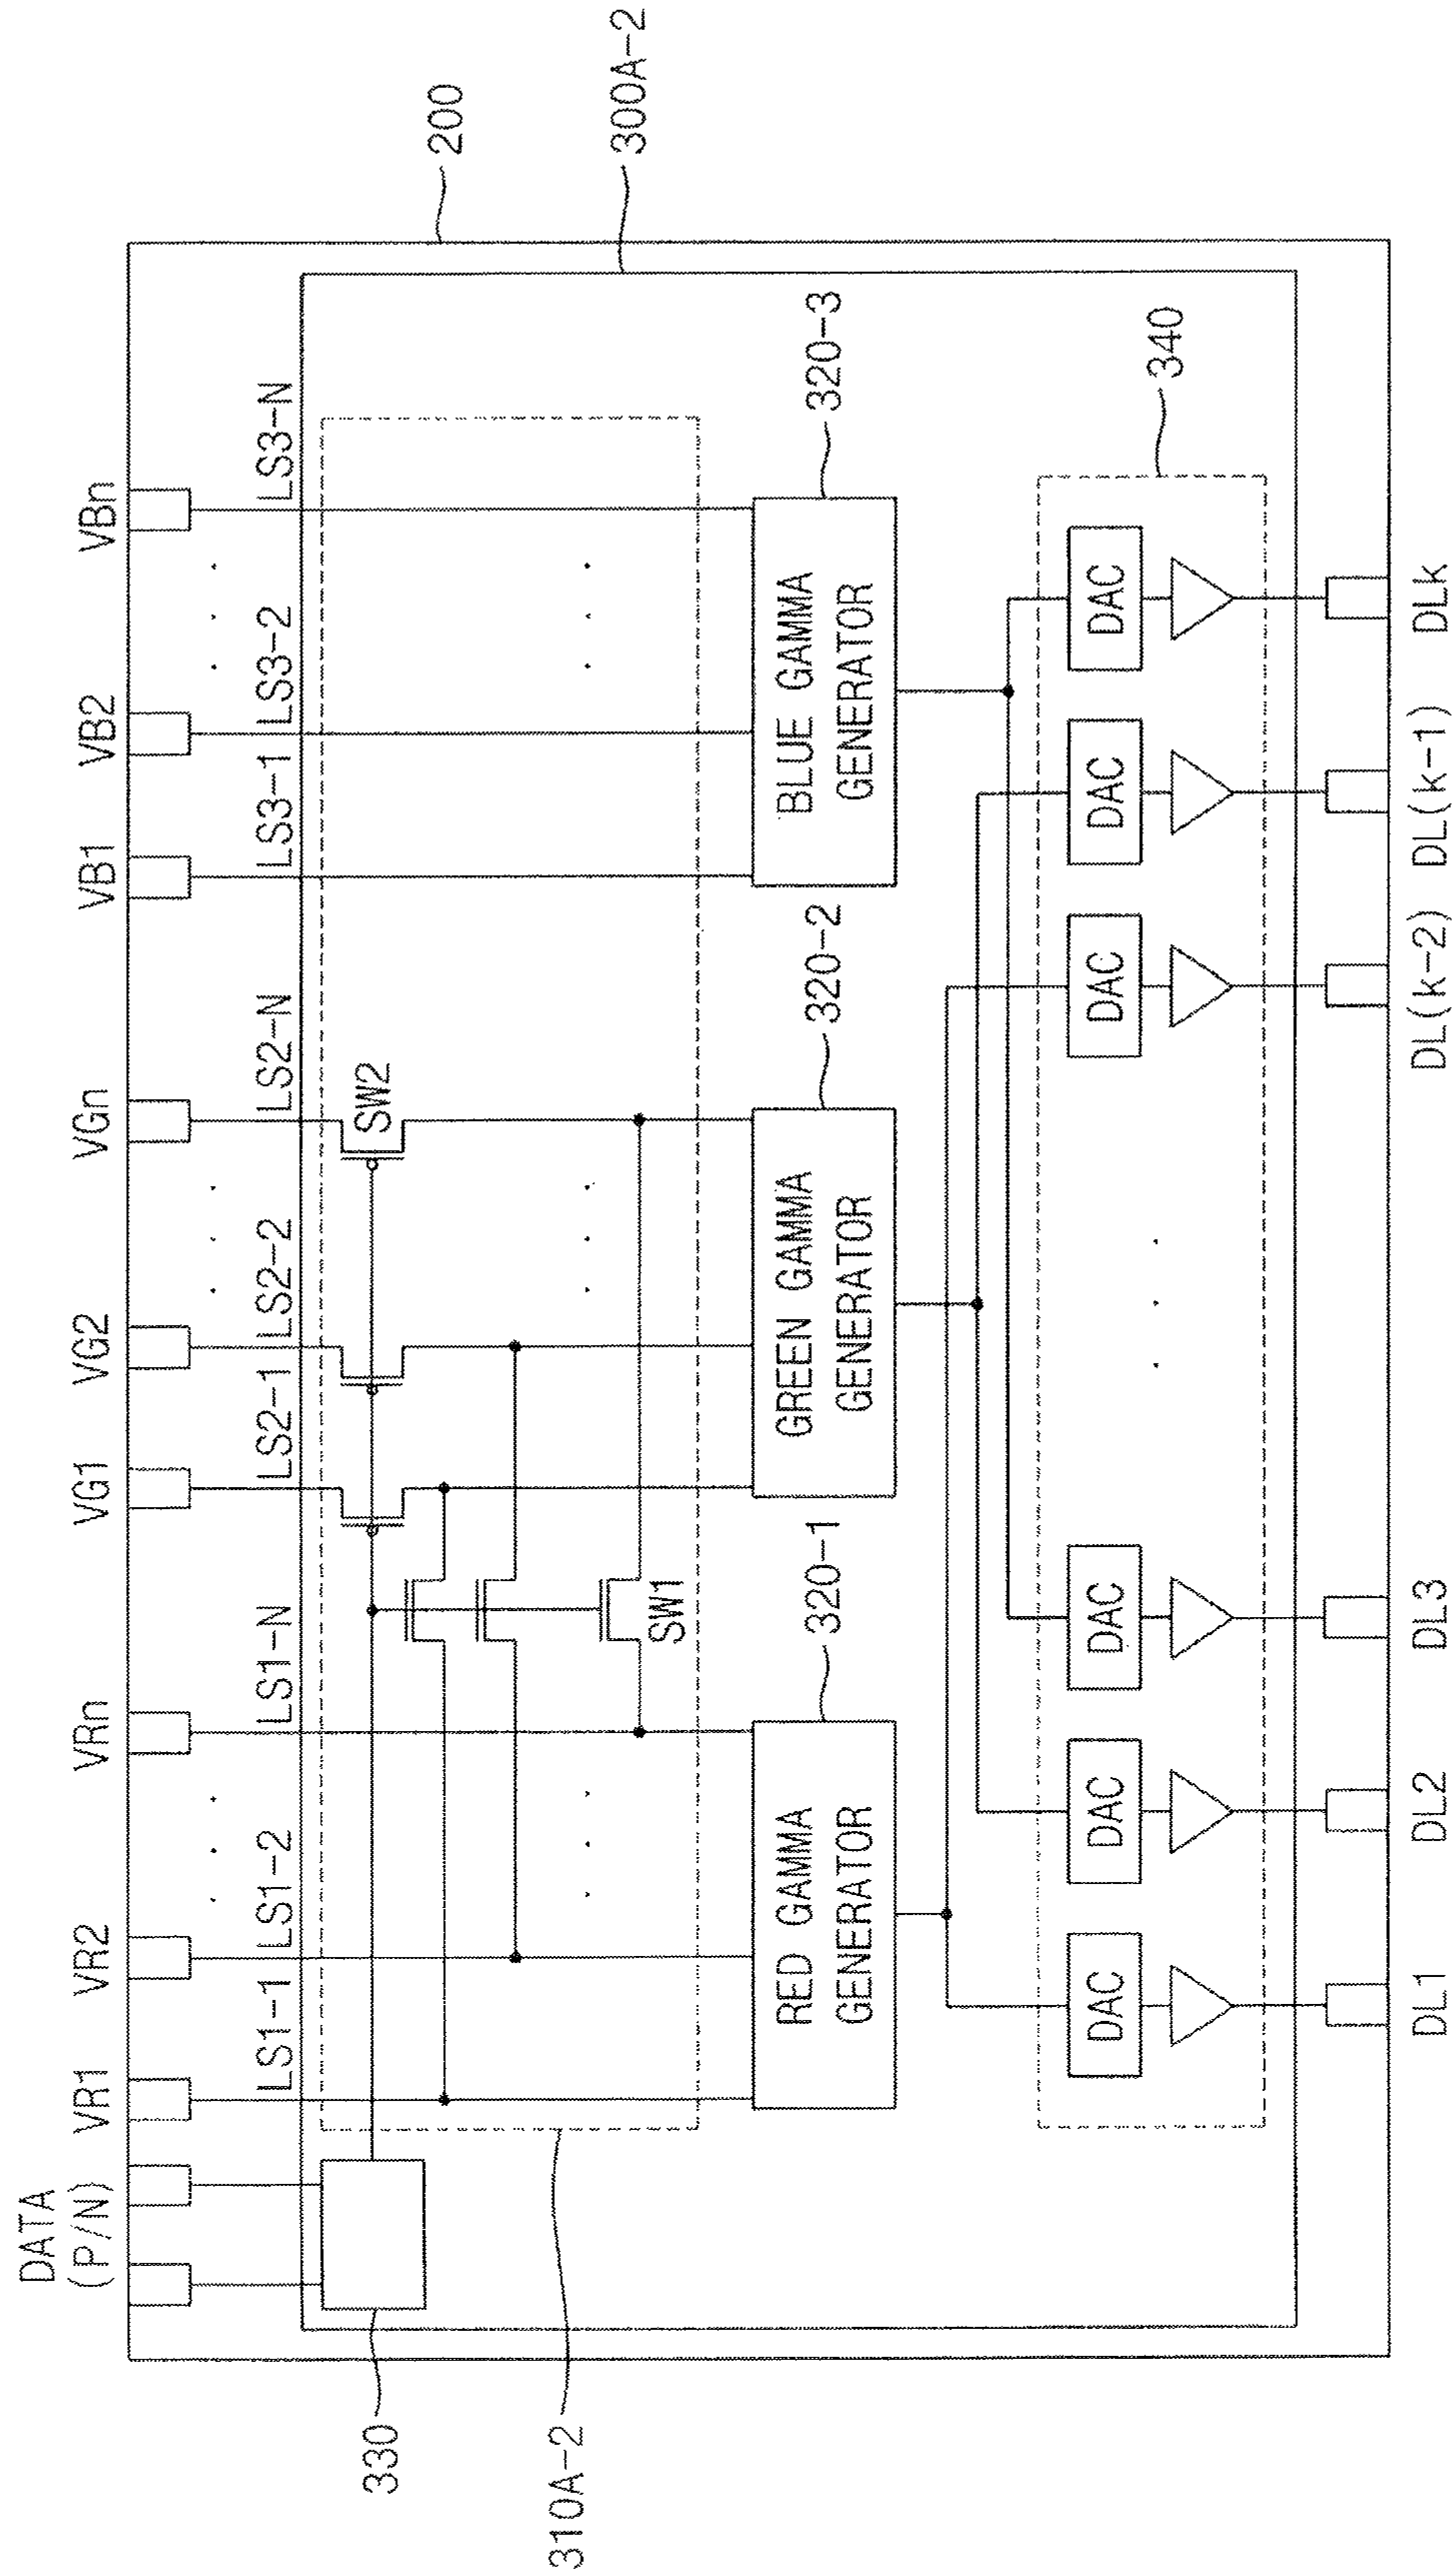 DATA
(P/N)
VR1
VR2
VRn
VG1
VG2
VGn
VB1
VB2
VBn
LS1-1
LS1-2
LS1-N
LS2-1
LS2-2
LS2-N
LS3-1
LS3-2
LS3-N
200
300A-2
330
310A-2
SW2
SW1
320-1
320-2
320-3
RED GAMMA
GENERATOR
GREEN GAMMA
GENERATOR
BLUE GAMMA
GENERATOR
340
DAC
DAC
DAC
DAC
DAC
DAC
DL1
DL2
DL3
DL(k-2)
DL(k-1)
DLk